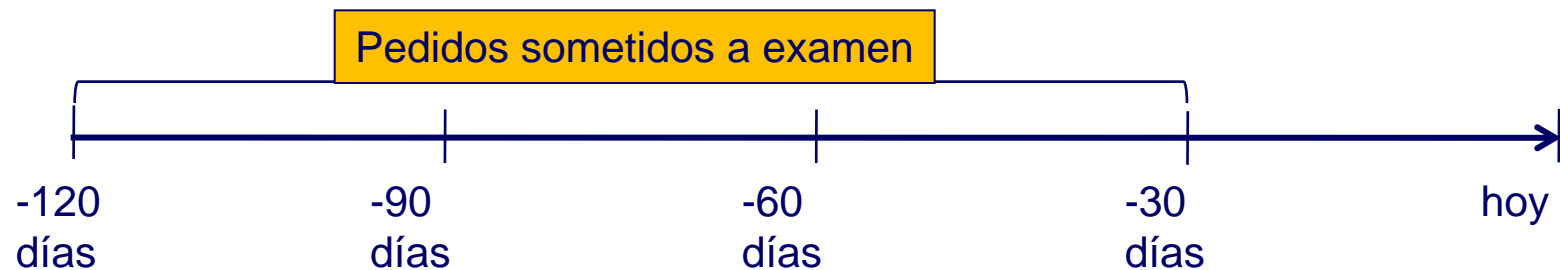 Pedidos sometidos a examen
-120 -90 -60 -30 hoy
días días días días